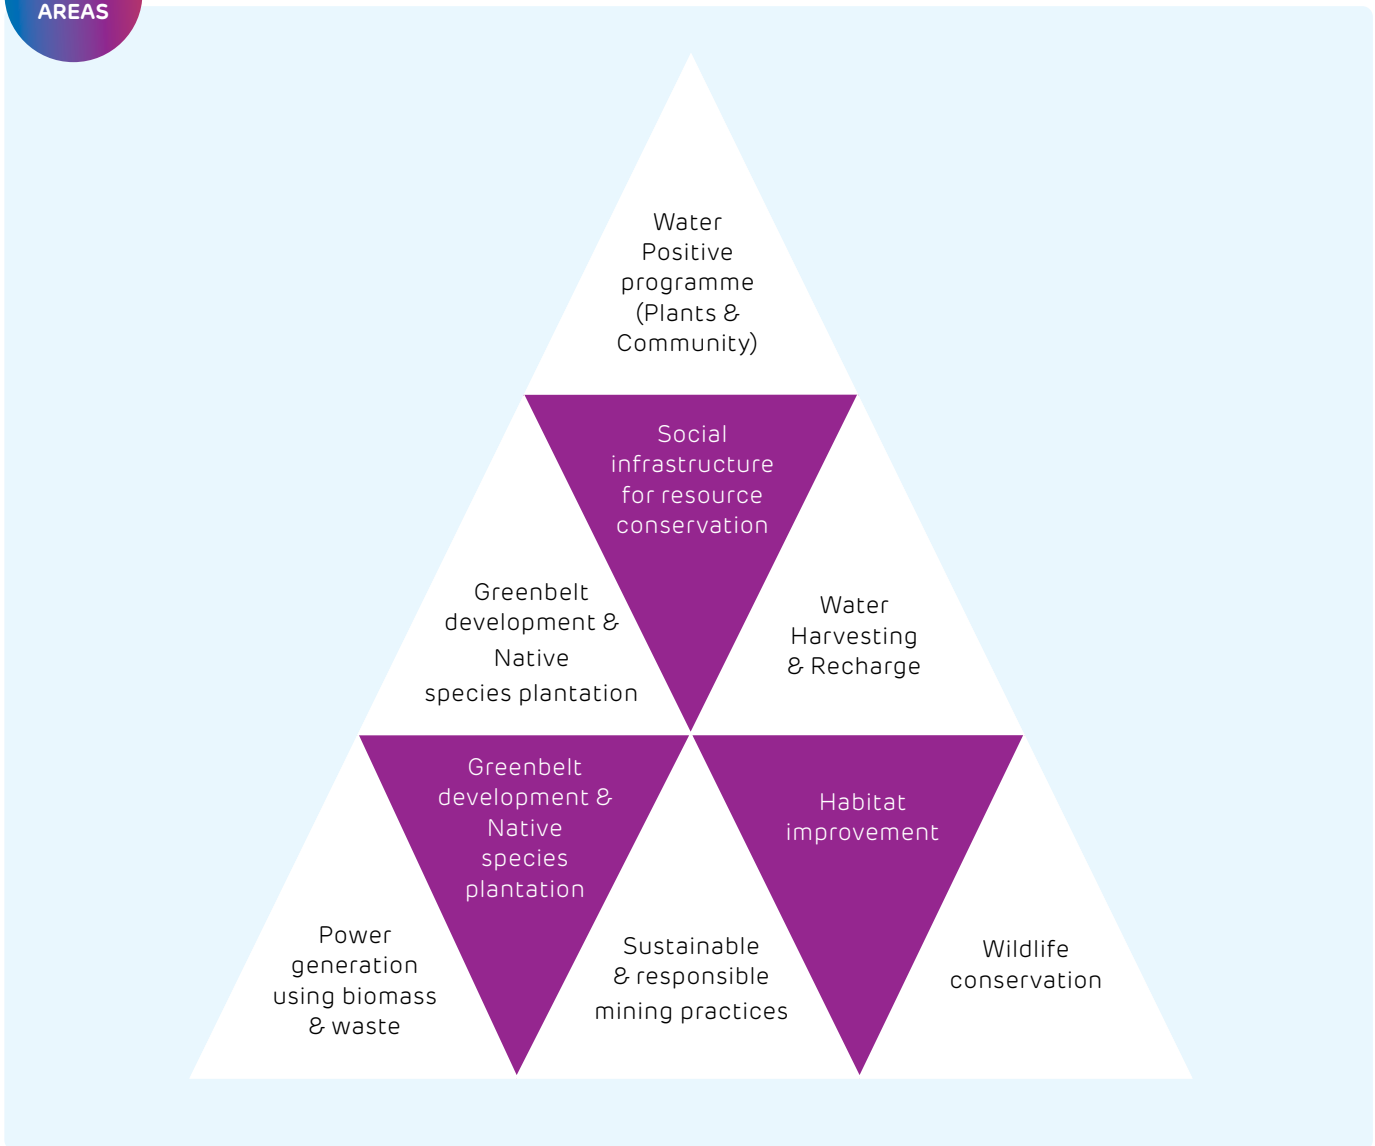 AREAS
Water
Positive
programme
(Plants &
Community)
Social
infrastructure
for resource
conservation
Greenbelt
development &
Native
species plantation
Water
Harvesting
& Recharge
Greenbelt
development &
Native
species
plantation
Habitat
improvement
Power
generation
using biomass
& waste
Sustainable
& responsible
mining practices
Wildlife
conservation